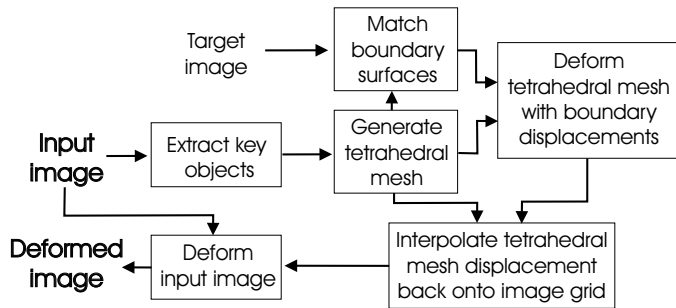 Target
image
Match
boundary
surfaces
Deform
tetrahedral mesh
with boundary
displacements
Input
image
Extract key
objects
Generate
tetrahedral
mesh
Deformed
image
Deform
input image
Interpolate tetrahedral
mesh displacement
back onto image grid